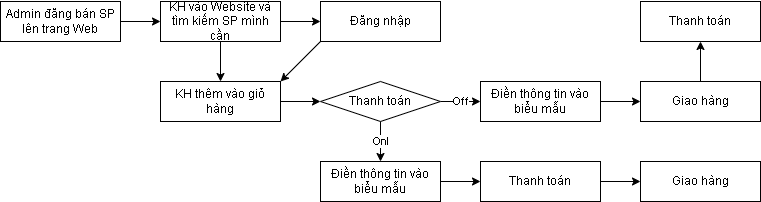 Admin đăng bán SP
lên trang Web
KH vào Website và
tìm kiếm SP mình
cần
Đăng nhập
Thanh toán
KH thêm vào giỏ
hàng
Thanh toán
Off
Điền thông tin vào
biểu mẫu
Giao hàng
Onl
Điền thông tin vào
biểu mẫu
Thanh toán
Giao hàng